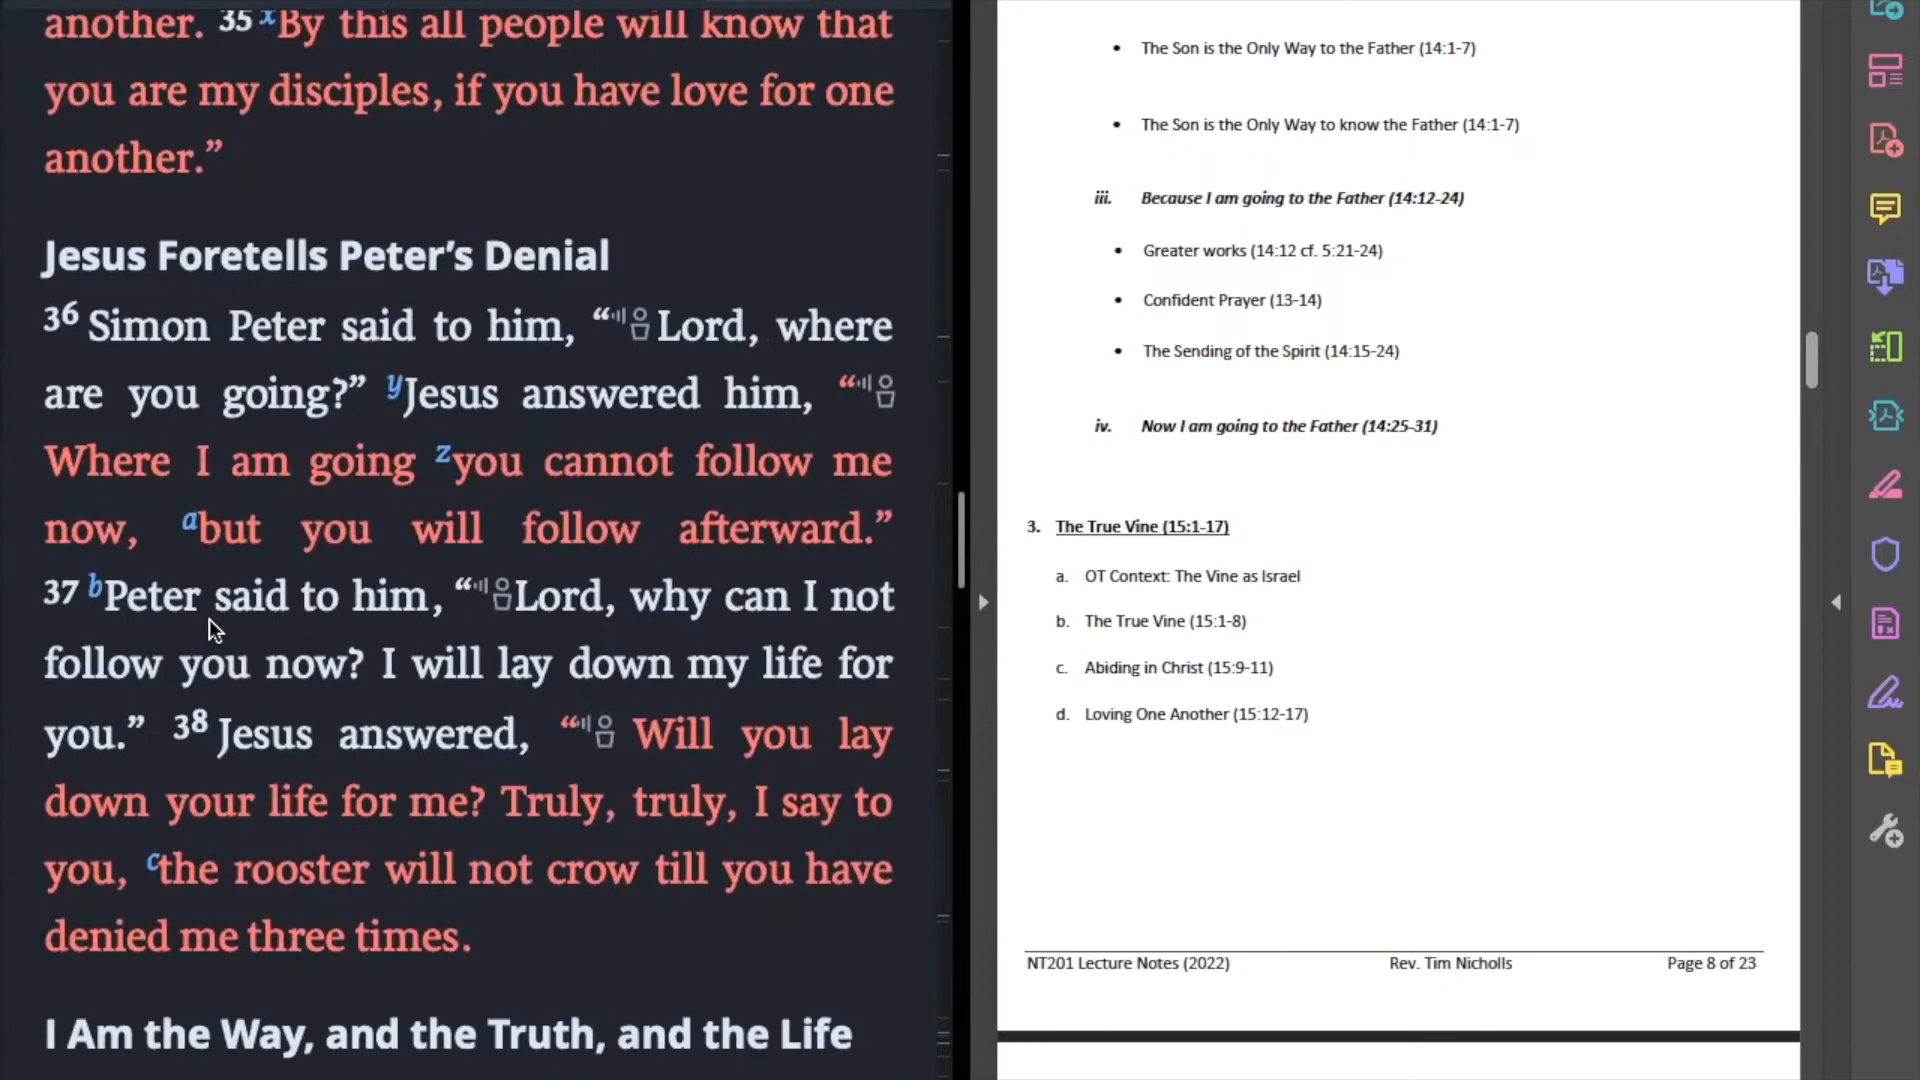 another. 35 xBy this all people will know that
you are my disciples, if you have love for one
another.”
Jesus Foretells Peter’s Denial
36 Simon Peter said to him, “Lord, where
are you going?” yJesus answered him, “
Where I am going zyou cannot follow me
now, abut you will follow afterward.”
37 bPeter said to him, “Lord, why can I not
follow you now? I will lay down my life for
you.” 38 Jesus answered, “ Will you lay
down your life for me? Truly, truly, I say to
you, cthe rooster will not crow till you have
denied me three times.
I Am the Way, and the Truth, and the Life
• The Son is the Only Way to the Father (14:1-7)
• The Son is the Only Way to know the Father (14:1-7)
iii. Because I am going to the Father (14:12-24)
• Greater works (14:12 cf. 5:21-24)
• Confident Prayer (13-14)
• The Sending of the Spirit (14:15-24)
iv. Now I am going to the Father (14:25-31)
3. The True Vine (15:1-17)
a. OT Context: The Vine as Israel
b. The True Vine (15:1-8)
c. Abiding in Christ (15:9-11)
d. Loving One Another (15:12-17)
NT201 Lecture Notes (2022) Rev. Tim Nicholls Page 8 of 23